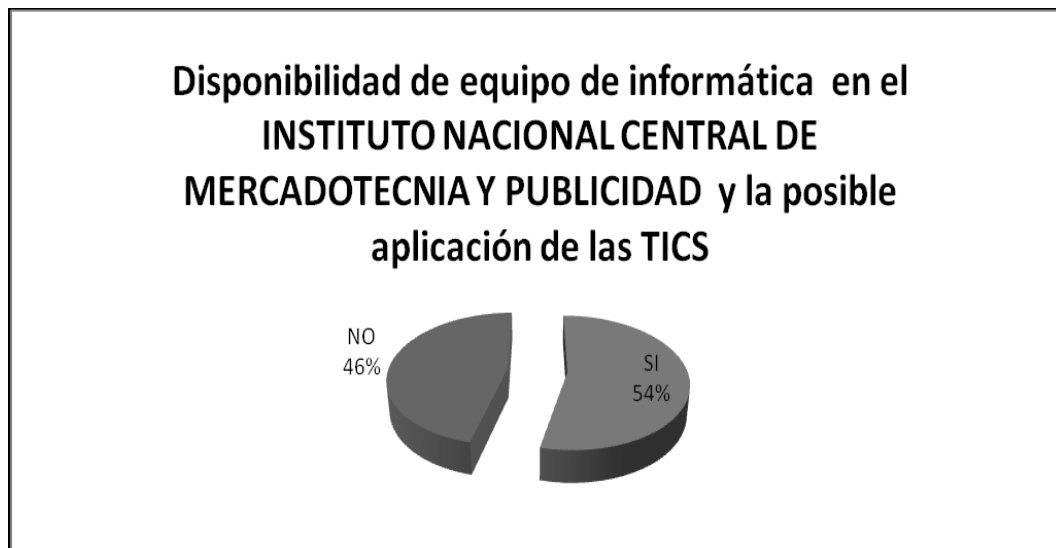 Disponibilidad de equipo de informática en el
INSTITUTO NACIONAL CENTRAL DE
MERCADOTECNIA Y PUBLICIDAD y la posible
aplicación de las TICS
NO
46%
SI
54%